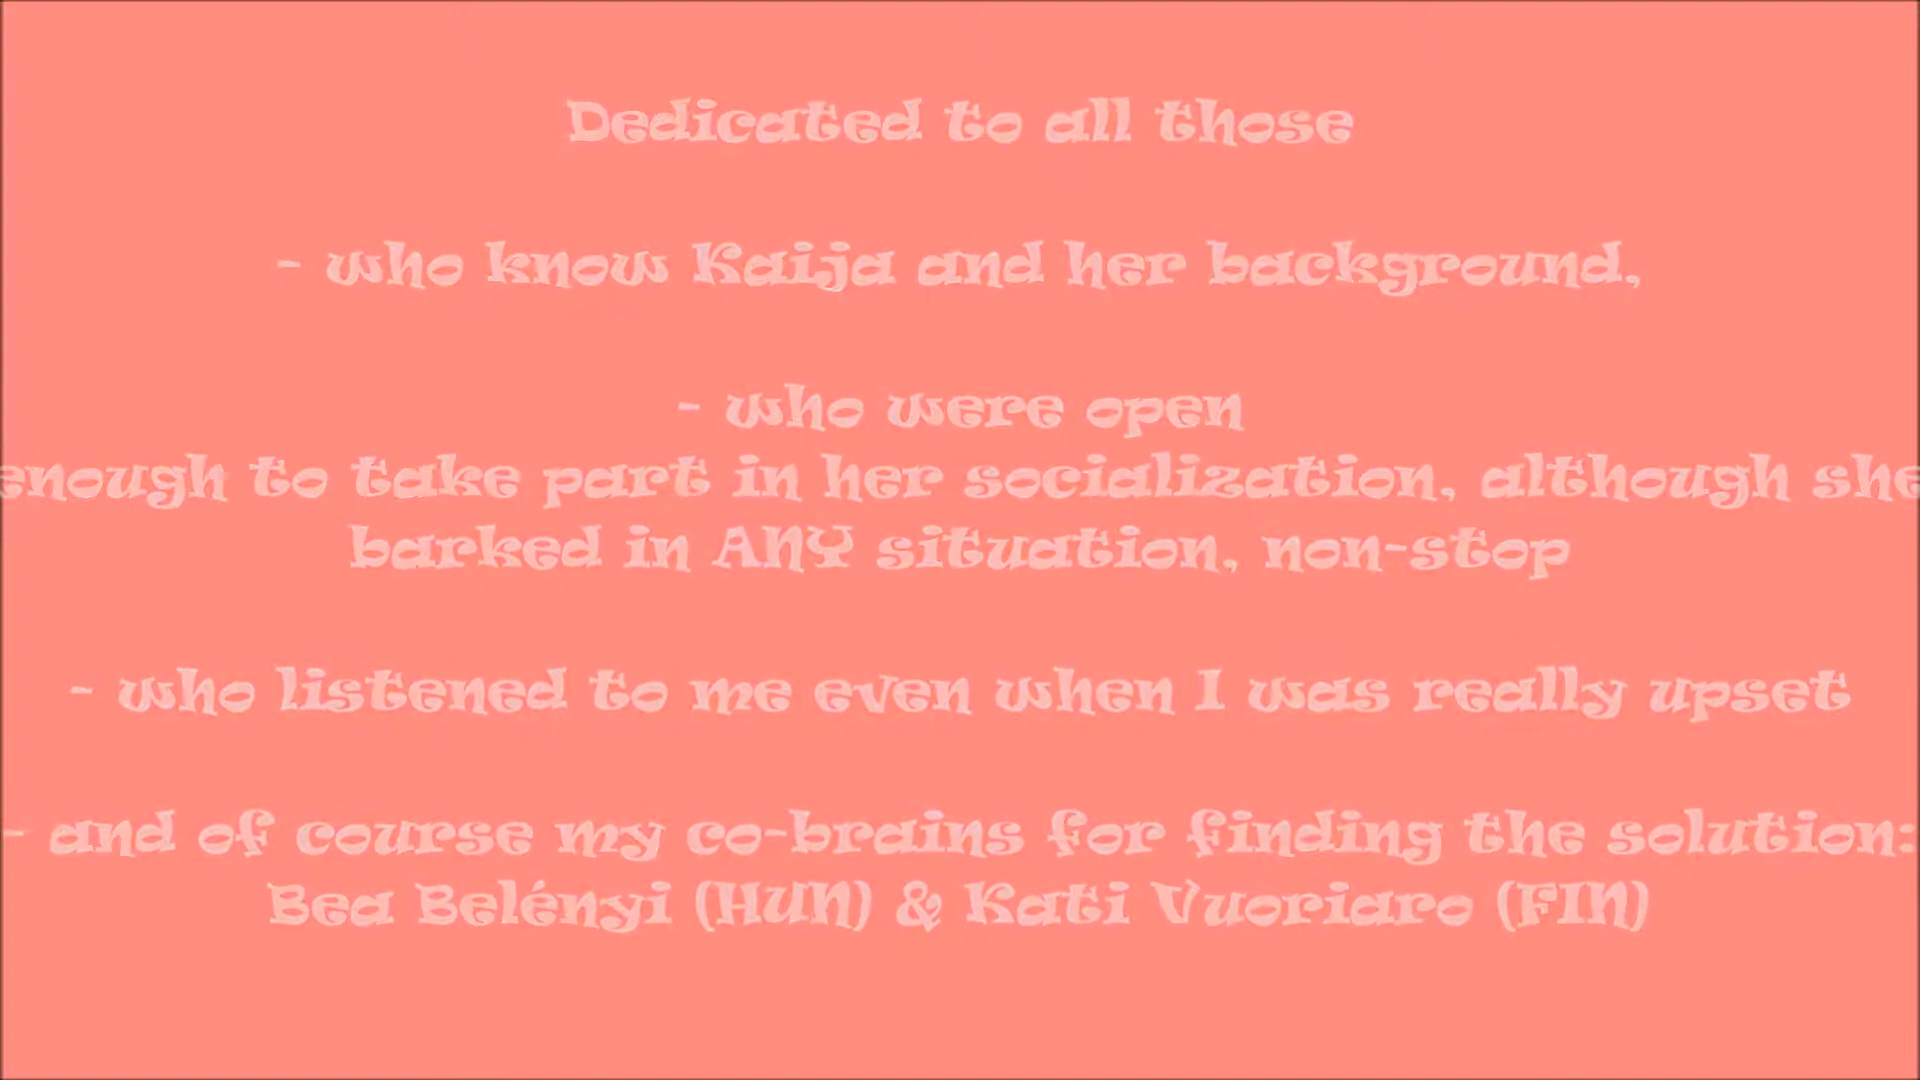 Dedicated to all those
- who know Kaija and her background,
- who were open
enough to take part in her socialization, although she
barked in ANY situation, non-stop
- who listened to me even when I was really upset
- and of course my co-brains for finding the solution:
Bea Belényi (HUN) & Kati Vuoriaro (FIN)